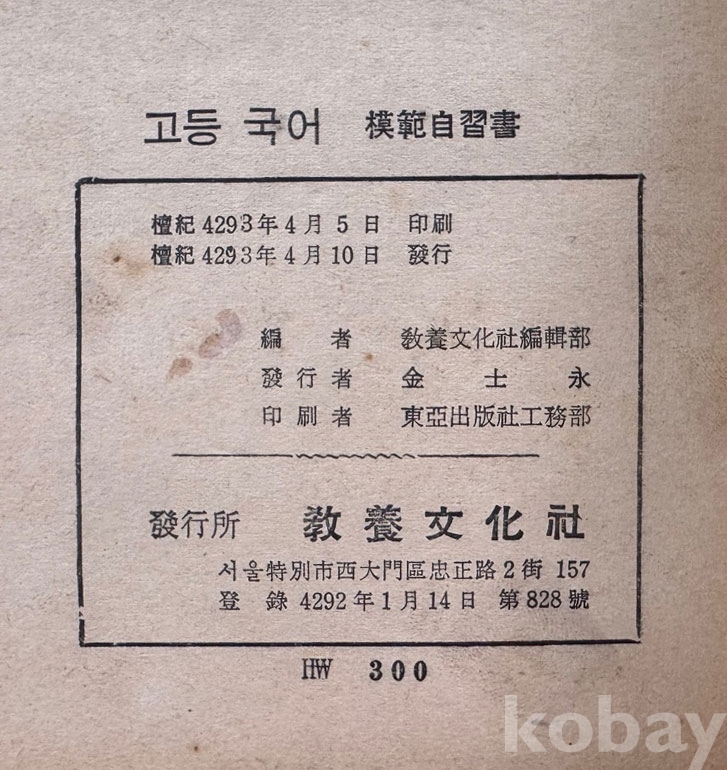 고등 국어 模範自習書
檀紀 4293年 4月 5日 印刷
檀紀 4293年 4月 10日 發行
編者 敎養文化社編輯部
發行者 金士永
印刷者 東亞出版社工務部
發行所 敎養文化社
서울特別市西大門區忠正路 2街 157
登錄 4292年 1月 14日 第828號
HW 300
kobay